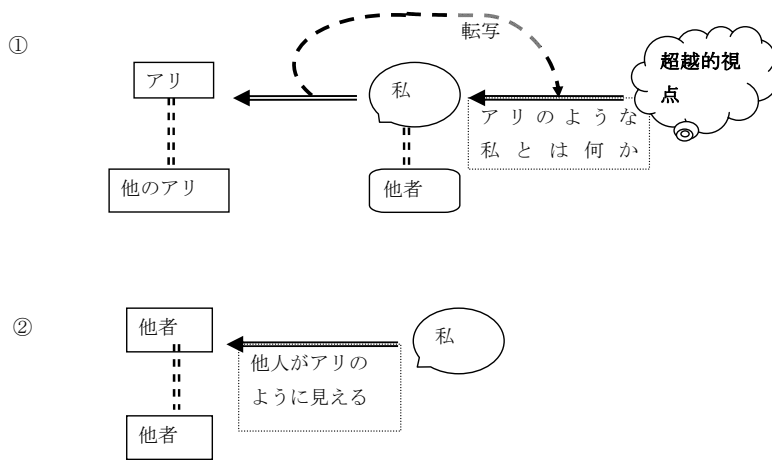 ①
転写
アリ
私
超越的視
点
アリのような
私とは何か
他のアリ
他者
②
他者
私
他人がアリの
ように見える
他者